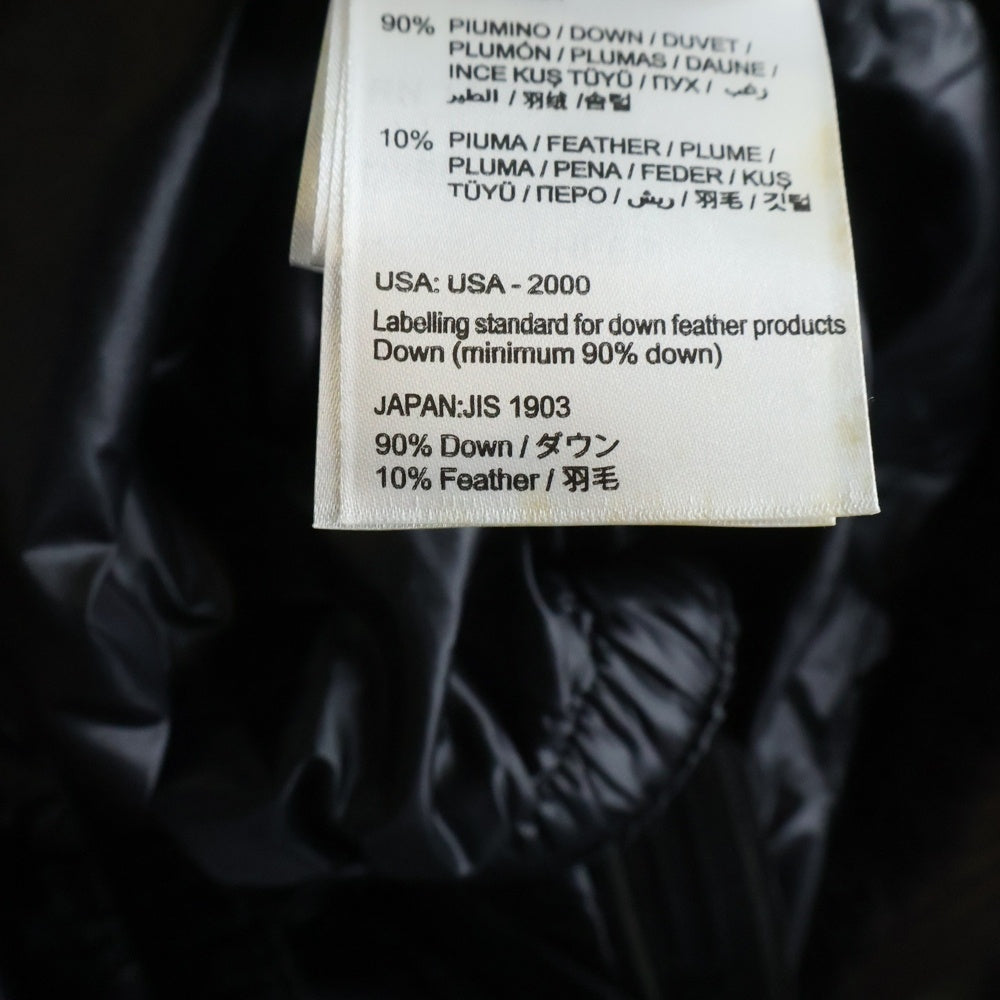 90% PIUMINO / DOWN / DUVET /
PLUMÓN / PLUMAS / DAUNE /
INCE KUŞ TÜYÜ / ПУХ / زغب
الطير / 羽绒 / 솜털
10% PIUMA / FEATHER / PLUME /
PLUMA / PENA / FEDER / KUŞ
TÜYÜ / ПЕРО / ريش / 羽毛 / 깃털
USA: USA - 2000
Labelling standard for down feather products
Down (minimum 90% down)
JAPAN:JIS 1903
90% Down / ダウン
10% Feather / 羽毛